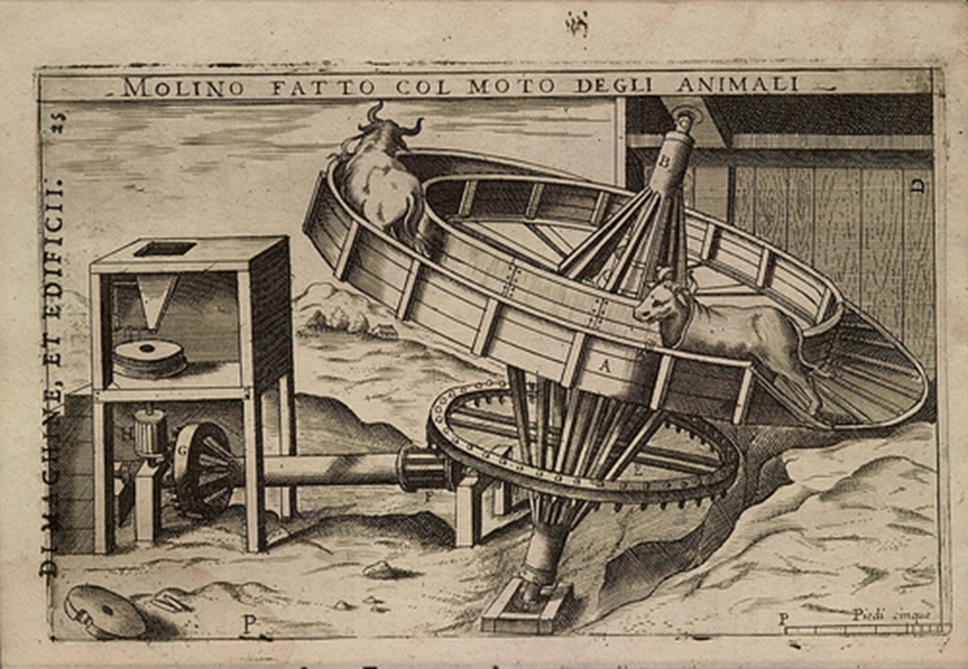 MOLINO FATTO COL MOTO DEGLI ANIMALI
25
DI MACHINE, ET EDIFICII.
B
D
A
E
H
G
F
P
P
Piedi cinque